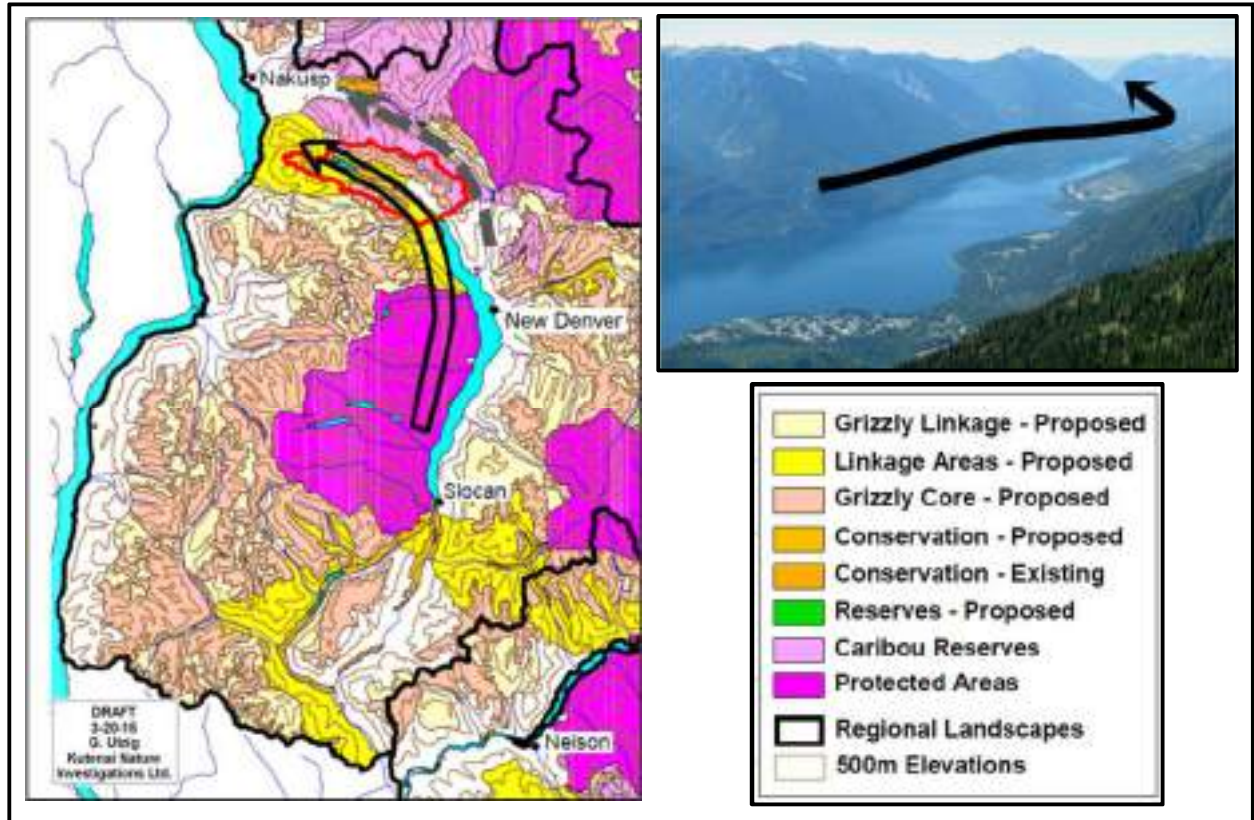 Nakusp
New Denver
Slocan
Nelson
DRAFT
3-20-15
G. Utzig
Kutenai Nature
Investigations Ltd.
Grizzly Linkage - Proposed
Linkage Areas - Proposed
Grizzly Core - Proposed
Conservation - Proposed
Conservation - Existing
Reserves - Proposed
Caribou Reserves
Protected Areas
Regional Landscapes
500m Elevations